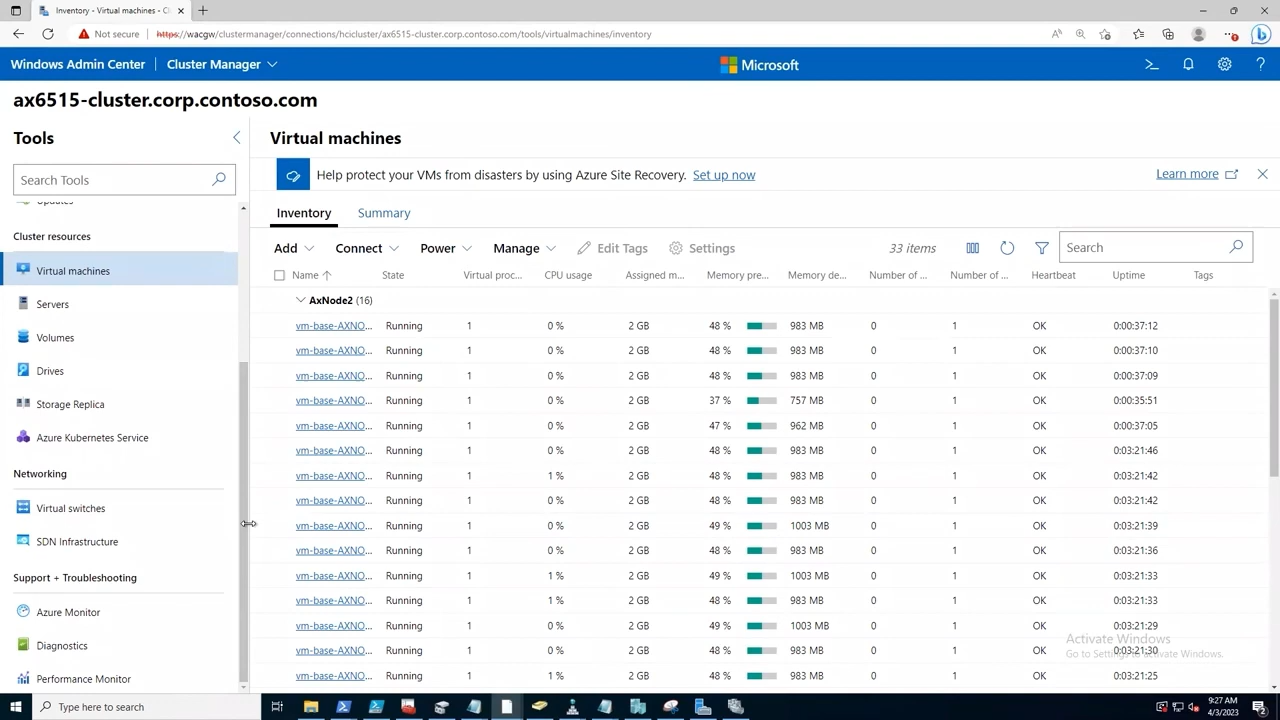 Inventory - Virtual machines - Cl
Not secure
https://wacgw/clustermanager/connections/hcicluster/ax6515-cluster.corp.contoso.com/tools/virtualmachines/inventory
Windows Admin Center
Cluster Manager
Microsoft
ax6515-cluster.corp.contoso.com
Tools
Search Tools
Updates
Cluster resources
Virtual machines
Servers
Volumes
Drives
Storage Replica
Azure Kubernetes Service
Networking
Virtual switches
SDN Infrastructure
Support + Troubleshooting
Azure Monitor
Diagnostics
Performance Monitor
Virtual machines
Help protect your VMs from disasters by using Azure Site Recovery. Set up now
Learn more
Inventory Summary
Add Connect Power Manage Edit Tags Settings 33 items Search
Name State Virtual proc... CPU usage Assigned m... Memory pre... Memory de... Number of ... Number of ... Heartbeat Uptime Tags
AxNode2 (16)
vm-base-AXNO... Running 1 0 % 2 GB 48 % 983 MB 0 1 OK 0:00:37:12
vm-base-AXNO... Running 1 0 % 2 GB 48 % 983 MB 0 1 OK 0:00:37:10
vm-base-AXNO... Running 1 0 % 2 GB 48 % 983 MB 0 1 OK 0:00:37:09
vm-base-AXNO... Running 1 0 % 2 GB 37 % 757 MB 0 1 OK 0:00:35:51
vm-base-AXNO... Running 1 0 % 2 GB 47 % 962 MB 0 1 OK 0:00:37:05
vm-base-AXNO... Running 1 0 % 2 GB 48 % 983 MB 0 1 OK 0:03:21:46
vm-base-AXNO... Running 1 1 % 2 GB 48 % 983 MB 0 1 OK 0:03:21:42
vm-base-AXNO... Running 1 0 % 2 GB 48 % 983 MB 0 1 OK 0:03:21:42
vm-base-AXNO... Running 1 0 % 2 GB 49 % 1003 MB 0 1 OK 0:03:21:39
vm-base-AXNO... Running 1 0 % 2 GB 48 % 983 MB 0 1 OK 0:03:21:36
vm-base-AXNO... Running 1 1 % 2 GB 49 % 1003 MB 0 1 OK 0:03:21:33
vm-base-AXNO... Running 1 1 % 2 GB 48 % 983 MB 0 1 OK 0:03:21:33
vm-base-AXNO... Running 1 0 % 2 GB 49 % 1003 MB 0 1 OK 0:03:21:29
vm-base-AXNO... Running 1 0 % 2 GB 48 % 983 MB 0 1 OK 0:03:21:30
vm-base-AXNO... Running 1 1 % 2 GB 48 % 983 MB 0 1 OK 0:03:21:25
Activate Windows
Go to Settings to activate Windows.
Type here to search
9:27 AM
4/3/2023
2